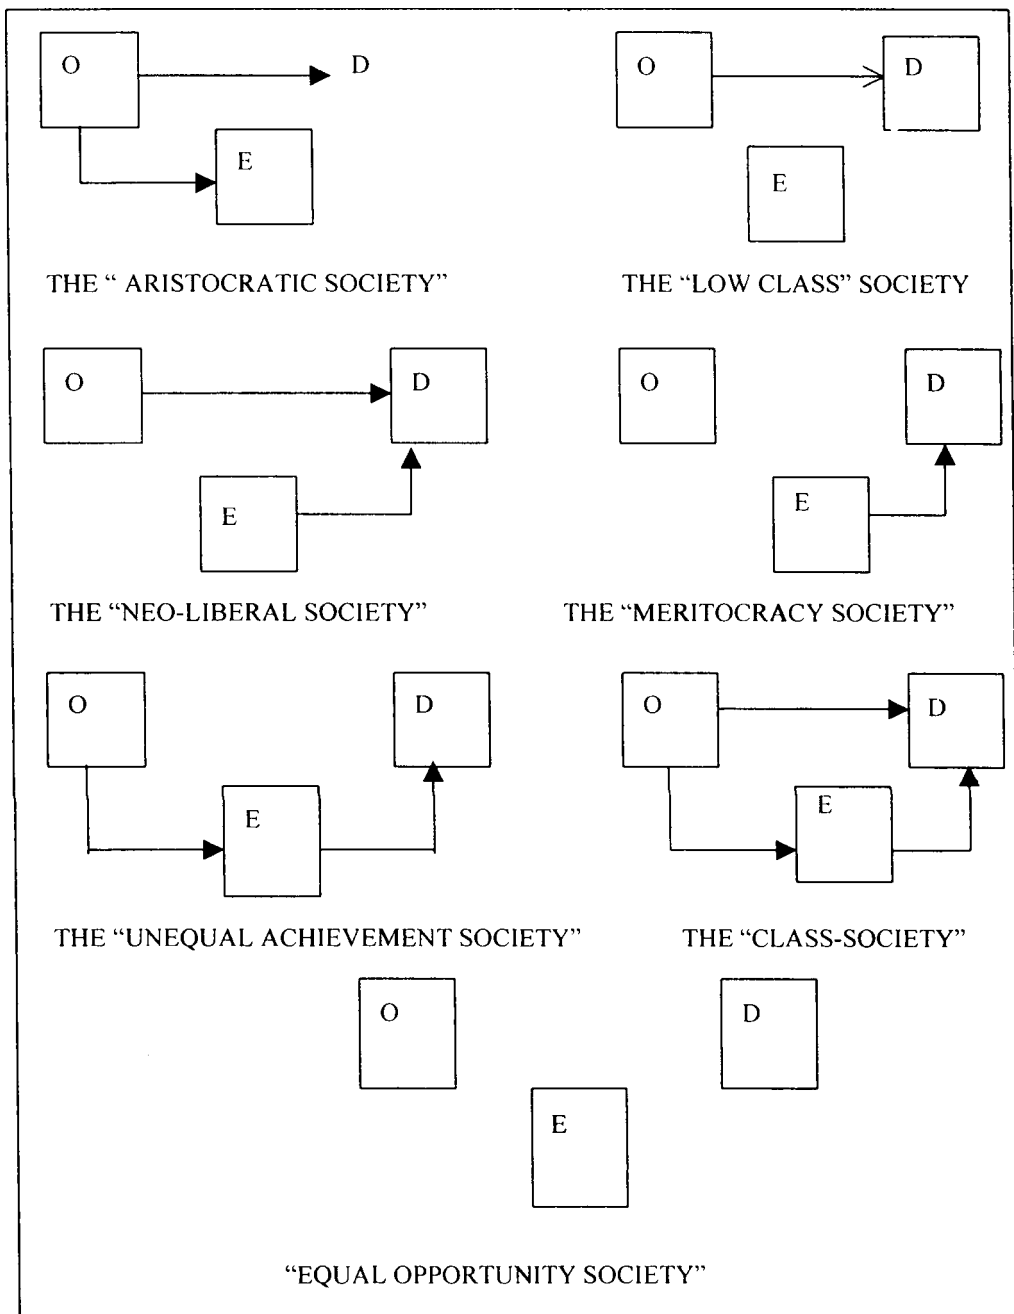 O D
E
THE “ ARISTOCRATIC SOCIETY”
O D
E
THE “LOW CLASS” SOCIETY
O D
E
THE “NEO-LIBERAL SOCIETY”
O D
E
THE “MERITOCRACY SOCIETY”
O D
E
THE “UNEQUAL ACHIEVEMENT SOCIETY”
O D
E
THE “CLASS-SOCIETY”
O D
E
“EQUAL OPPORTUNITY SOCIETY”